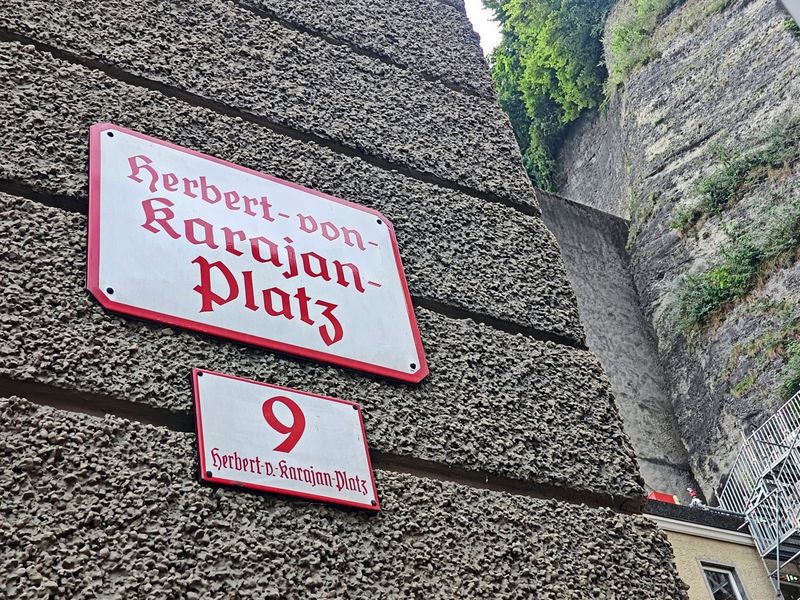 Herbert-von-
Karajan-
Platz
9
Herbert-v.-Karajan-Platz